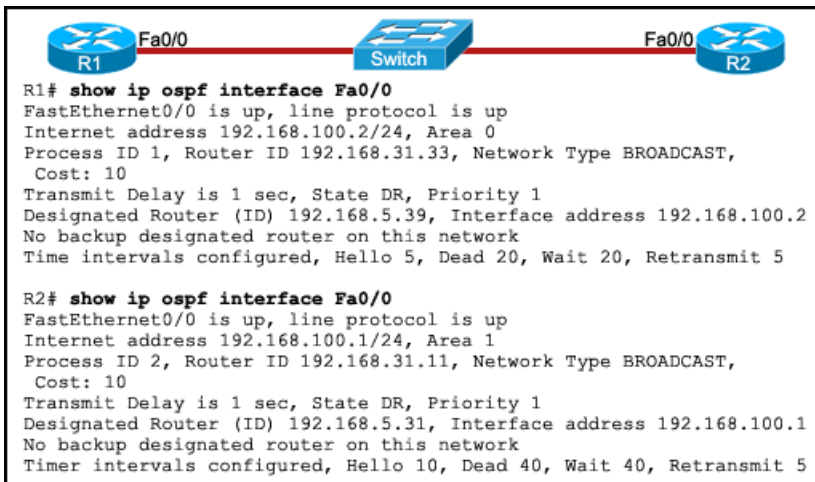 Fa0/0
Fa0/0
R1
Switch
R2
R1# show ip ospf interface Fa0/0
FastEthernet0/0 is up, line protocol is up
Internet address 192.168.100.2/24, Area 0
Process ID 1, Router ID 192.168.31.33, Network Type BROADCAST,
Cost: 10
Transmit Delay is 1 sec, State DR, Priority 1
Designated Router (ID) 192.168.5.39, Interface address 192.168.100.2
No backup designated router on this network
Time intervals configured, Hello 5, Dead 20, Wait 20, Retransmit 5
R2# show ip ospf interface Fa0/0
FastEthernet0/0 is up, line protocol is up
Internet address 192.168.100.1/24, Area 1
Process ID 2, Router ID 192.168.31.11, Network Type BROADCAST,
Cost: 10
Transmit Delay is 1 sec, State DR, Priority 1
Designated Router (ID) 192.168.5.31, Interface address 192.168.100.1
No backup designated router on this network
Timer intervals configured, Hello 10, Dead 40, Wait 40, Retransmit 5